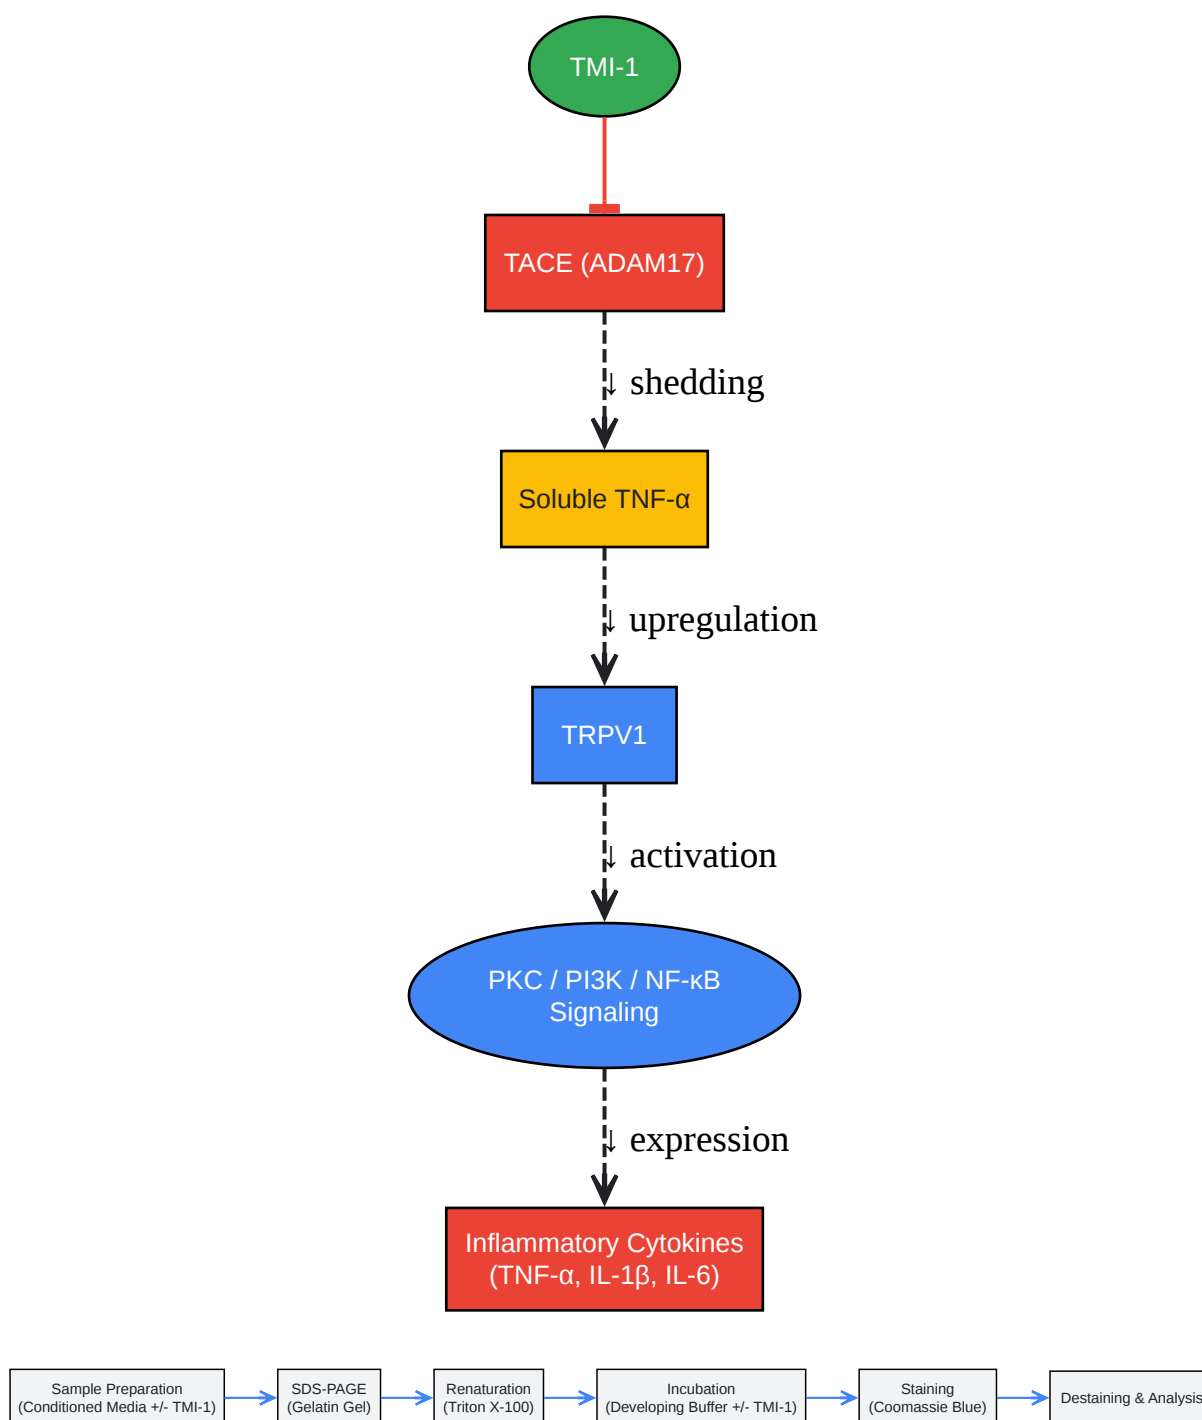 TMI-1
TACE (ADAM17)
↓ shedding
Soluble TNF-α
↓ upregulation
TRPV1
↓ activation
PKC / PI3K / NF-κB
Signaling
↓ expression
Inflammatory Cytokines
(TNF-α, IL-1β, IL-6)
Sample Preparation
(Conditioned Media +/- TMI-1)
SDS-PAGE
(Gelatin Gel)
Renaturation
(Triton X-100)
Incubation
(Developing Buffer +/- TMI-1)
Staining
(Coomassie Blue)
Destaining & Analysis